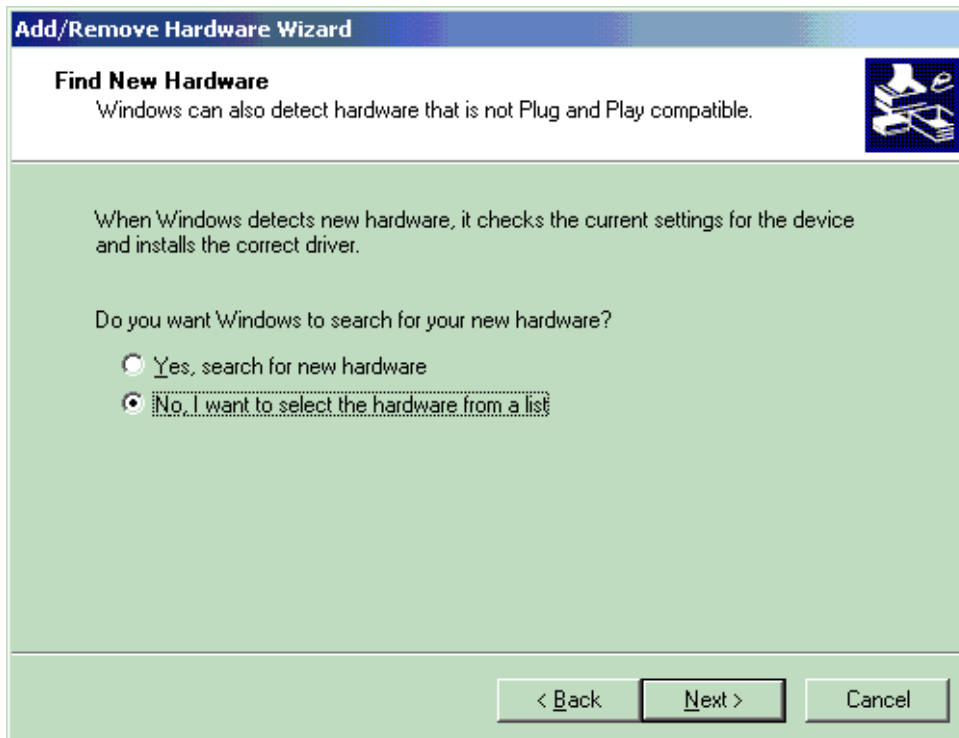 Add/Remove Hardware Wizard
Find New Hardware
Windows can also detect hardware that is not Plug and Play compatible.
When Windows detects new hardware, it checks the current settings for the device
and installs the correct driver.
Do you want Windows to search for your new hardware?
Yes, search for new hardware
No, I want to select the hardware from a list
< Back Next > Cancel